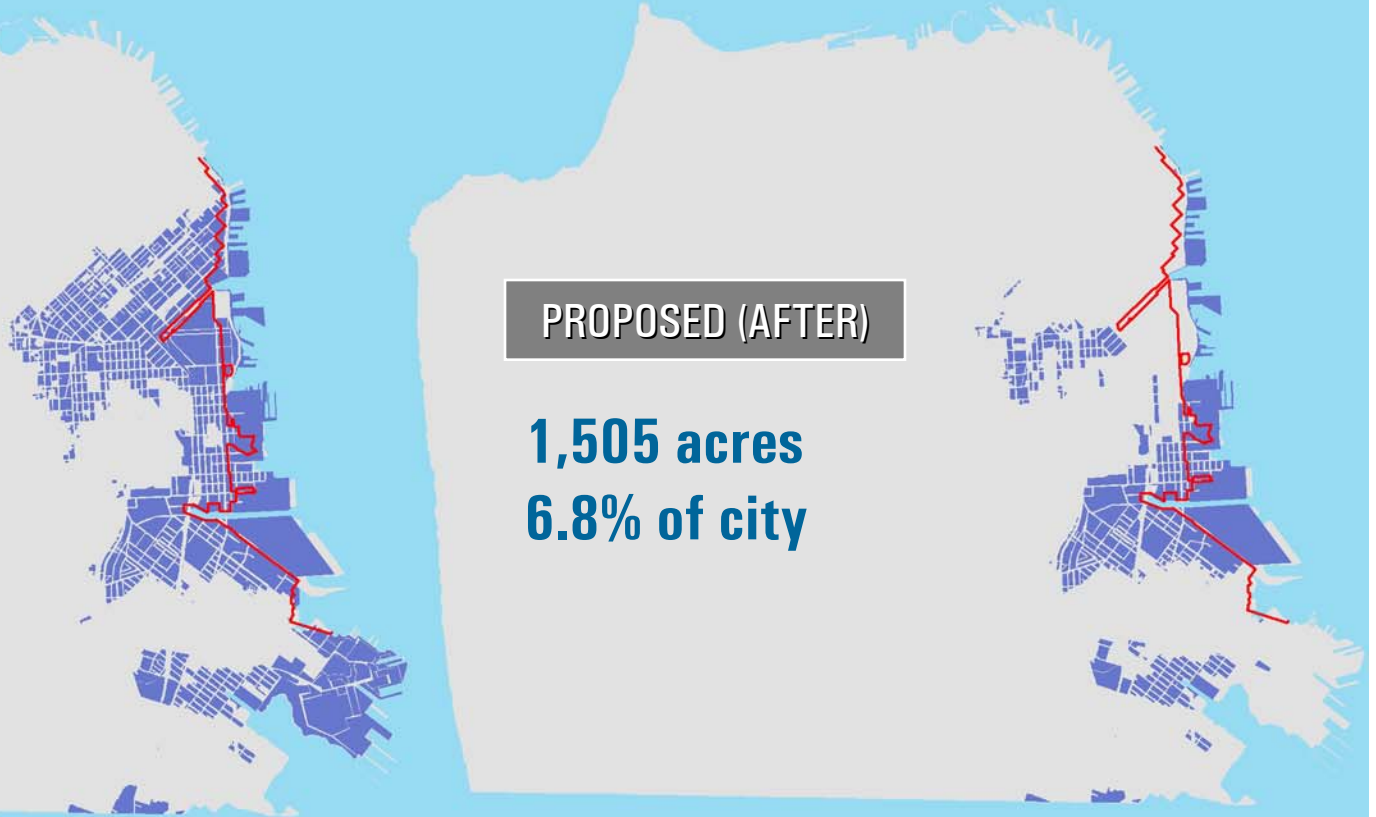 PROPOSED (AFTER)
1,505 acres
6.8% of city